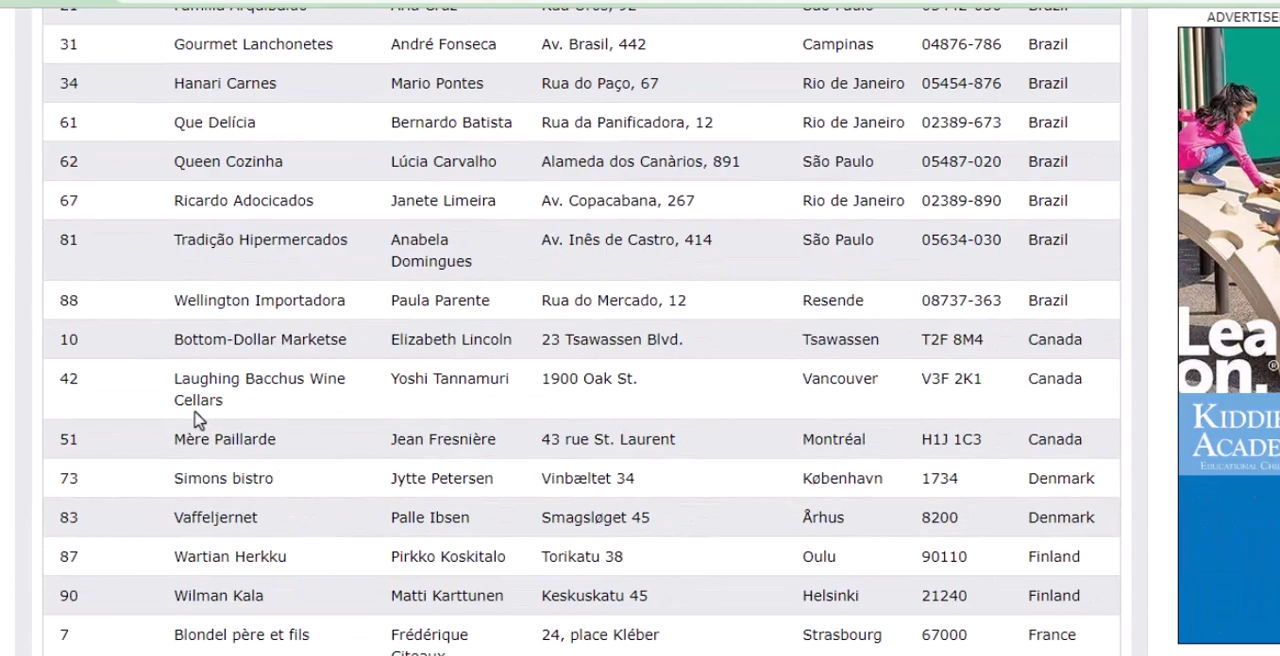 ADVERTISE
31 Gourmet Lanchonetes André Fonseca Av. Brasil, 442 Campinas 04876-786 Brazil
34 Hanari Carnes Mario Pontes Rua do Paço, 67 Rio de Janeiro 05454-876 Brazil
61 Que Delícia Bernardo Batista Rua da Panificadora, 12 Rio de Janeiro 02389-673 Brazil
62 Queen Cozinha Lúcia Carvalho Alameda dos Canàrios, 891 São Paulo 05487-020 Brazil
67 Ricardo Adocicados Janete Limeira Av. Copacabana, 267 Rio de Janeiro 02389-890 Brazil
81 Tradição Hipermercados Anabela Av. Inês de Castro, 414 São Paulo 05634-030 Brazil
Domingues
88 Wellington Importadora Paula Parente Rua do Mercado, 12 Resende 08737-363 Brazil
10 Bottom-Dollar Marketse Elizabeth Lincoln 23 Tsawassen Blvd. Tsawassen T2F 8M4 Canada
42 Laughing Bacchus Wine Yoshi Tannamuri 1900 Oak St. Vancouver V3F 2K1 Canada
Cellars
51 Mère Paillarde Jean Fresnière 43 rue St. Laurent Montréal H1J 1C3 Canada
73 Simons bistro Jytte Petersen Vinbæltet 34 København 1734 Denmark
83 Vaffeljernet Palle Ibsen Smagsløget 45 Århus 8200 Denmark
87 Wartian Herkku Pirkko Koskitalo Torikatu 38 Oulu 90110 Finland
90 Wilman Kala Matti Karttunen Keskuskatu 45 Helsinki 21240 Finland
7 Blondel père et fils Frédérique 24, place Kléber Strasbourg 67000 France
Lea
on.®
KIDDIE
ACADE
EDUCATIONAL CHI